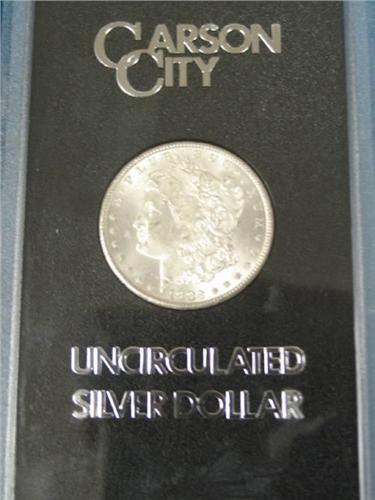 CARSON
CITY
UNCIRCULATED
SILVER DOLLAR